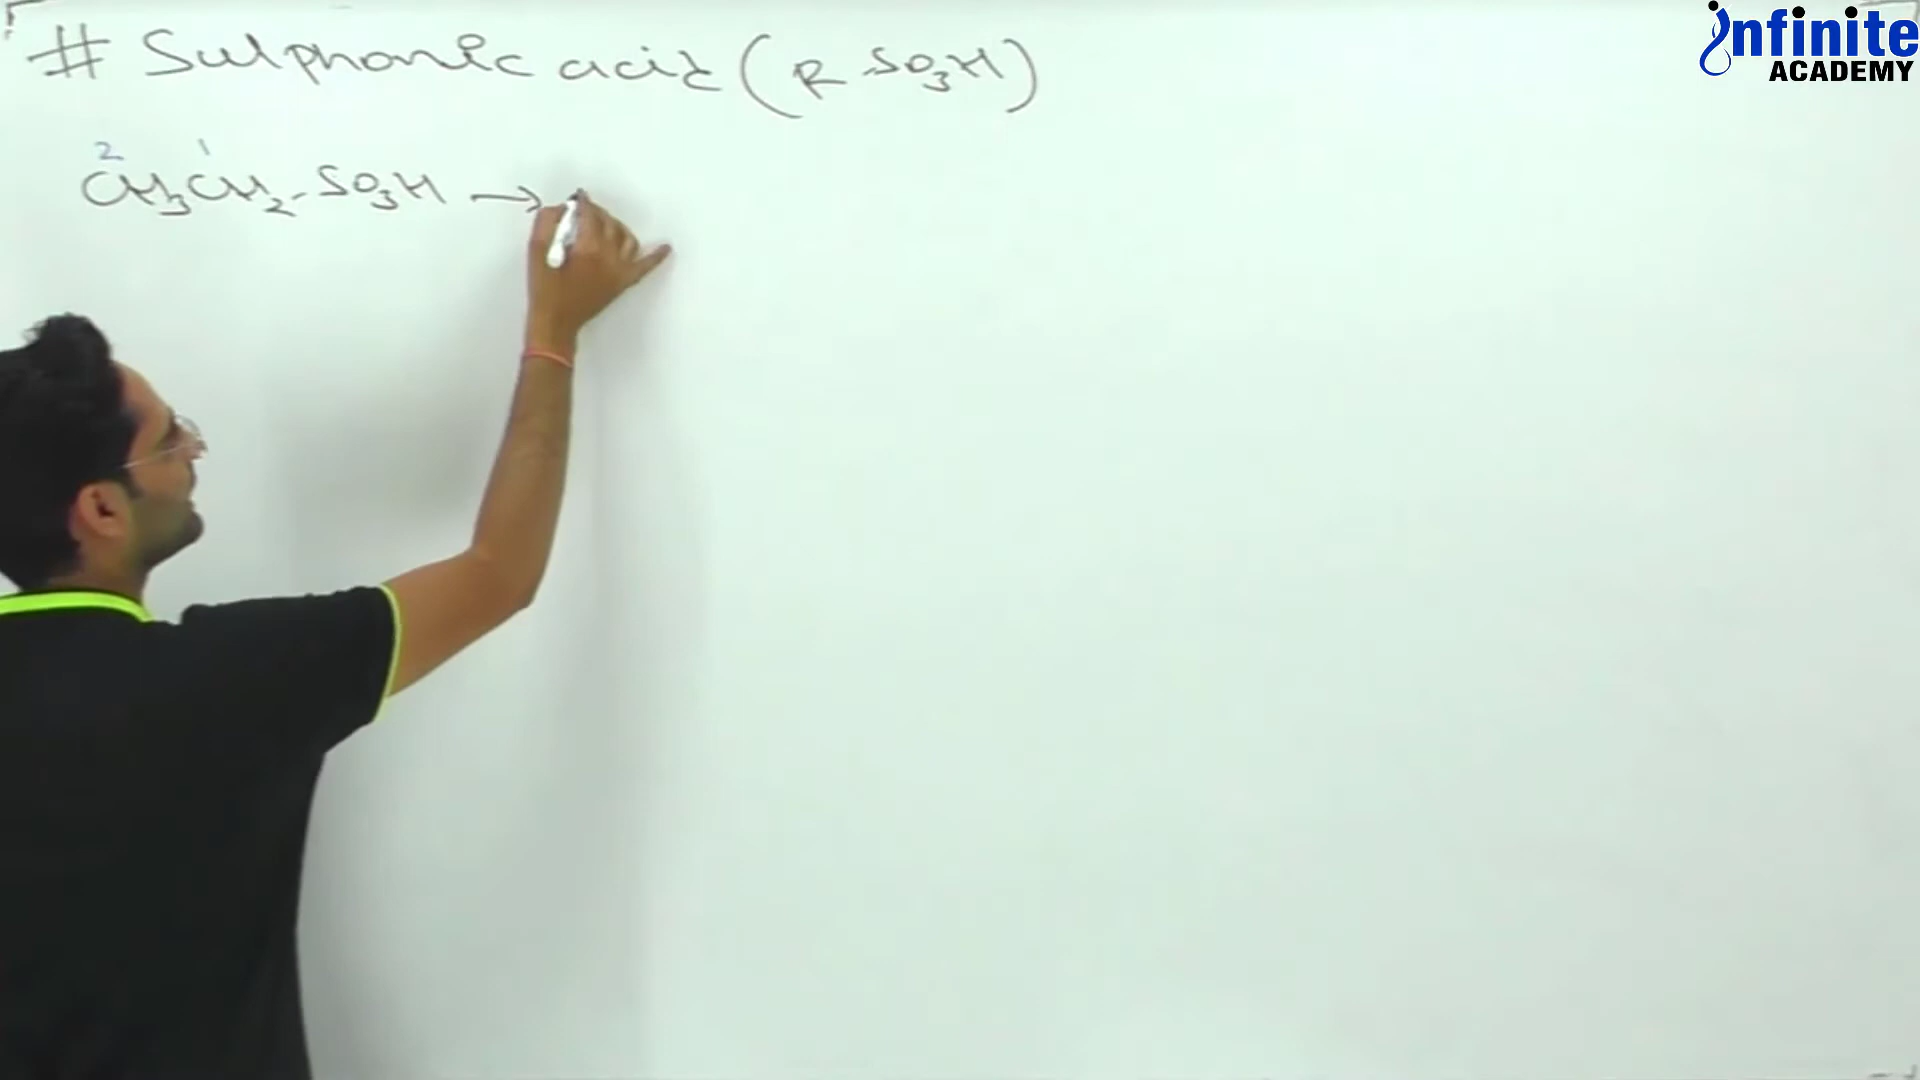 # Sulphonic acid (R-SO₃H)
infinite
ACADEMY
2 1
CH₃CH₂-SO₃H →